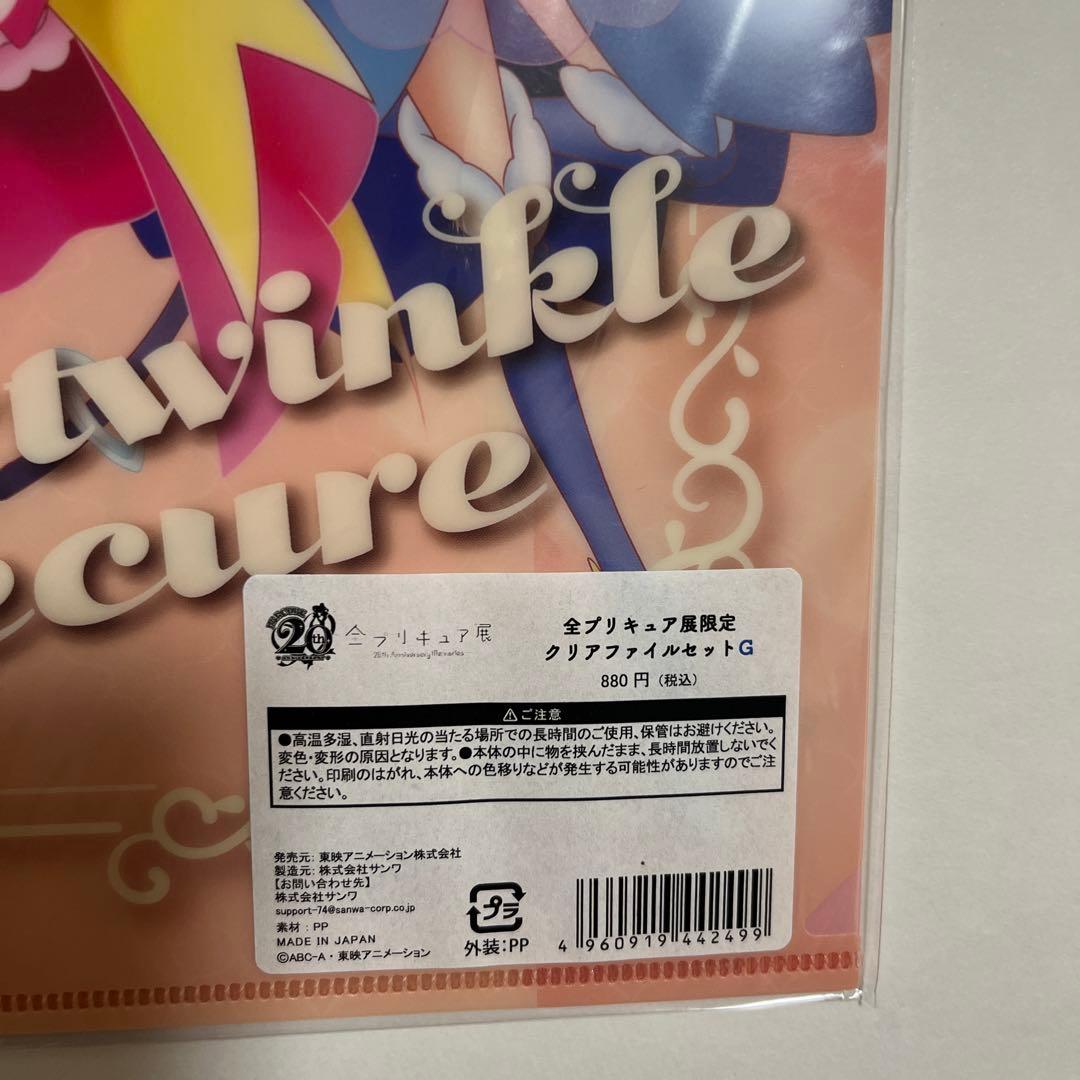 twinkle
cure
20th
全プリキュア展
20th Anniversary Memories
全プリキュア展限定
クリアファイルセットG
880円（税込）
⚠ご注意
●高温多湿、直射日光の当たる場所での長時間のご使用、保管はお避けください。
変色・変形の原因となります。●本体の中に物を挟んだまま、長時間放置しないでく
ださい。印刷のはがれ、本体への色移りなどが発生する可能性がありますのでご注
意ください。
発売元：東映アニメーション株式会社
製造元：株式会社サンワ
【お問い合わせ先】
株式会社サンワ
support-74@sanwa-corp.co.jp
素材：PP
MADE IN JAPAN
©ABC-A・東映アニメーション
プラ
外装：PP
4 960919 442499